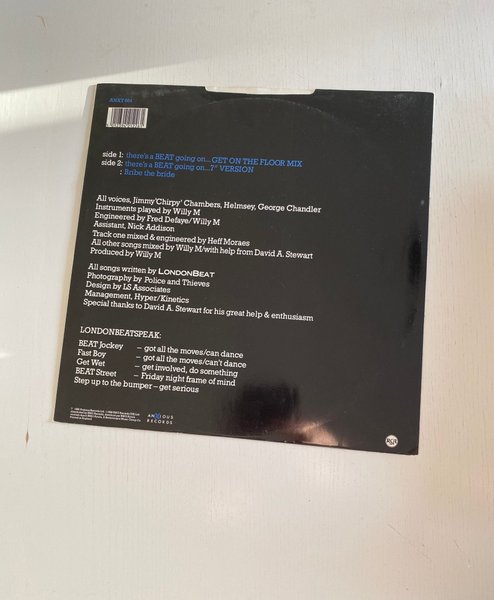 side 1: there's a BEAT going on...GET ON THE FLOOR MIX
side 2: there's a BEAT going on...7" VERSION
: Bribe the bride
All voices, Jimmy'Chirpy' Chambers, Helmsey, George Chandler
Instruments played by Willy M
Engineered by Fred Defaye/Willy M
Assistant, Nick Addison
Track one mixed & engineered by Heff Moraes
All other songs mixed by Willy M/with help from David A. Stewart
Produced by Willy M
All songs written by LONDONBEAT
Photography by Police and Thieves
Design by LS Associates
Management, Hyper/Kinetics
Special thanks to David A. Stewart for his great help & enthusiasm
LONDONBEATSPEAK:
BEAT Jockey – got all the moves/can dance
Fast Boy – got all the moves/can't dance
Get Wet – get involved, do something
BEAT Street – Friday night frame of mind
Step up to the bumper – get serious
ANXIOUS
RECORDS
RCA